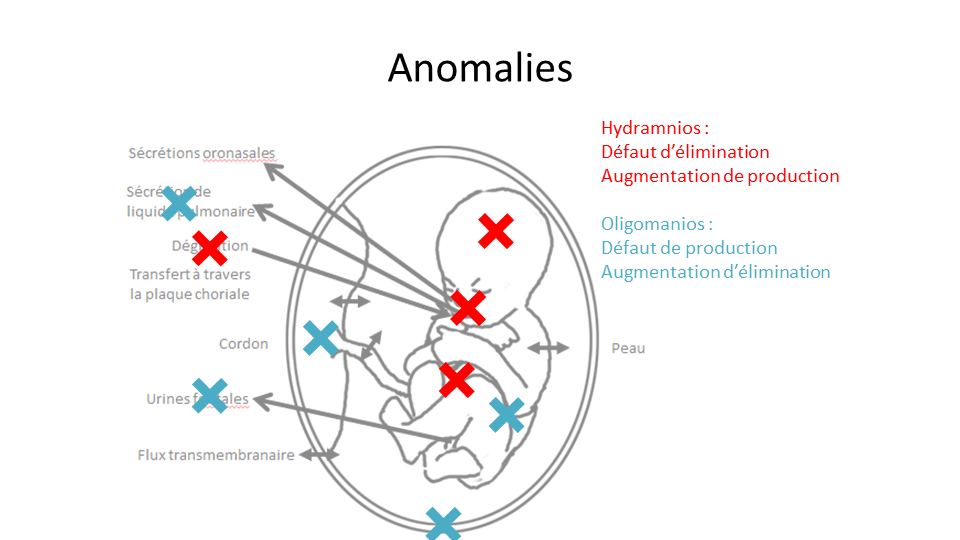 Anomalies
Hydramnios :
Défaut d’élimination
Augmentation de production
Oligomanios :
Défaut de production
Augmentation d’élimination
Sécrétions oronasales
Sécrétion de
liquide pulmonaire
Déglutition
Transfert à travers
la plaque choriale
Cordon
Peau
Urines fœtales
Flux transmembranaire